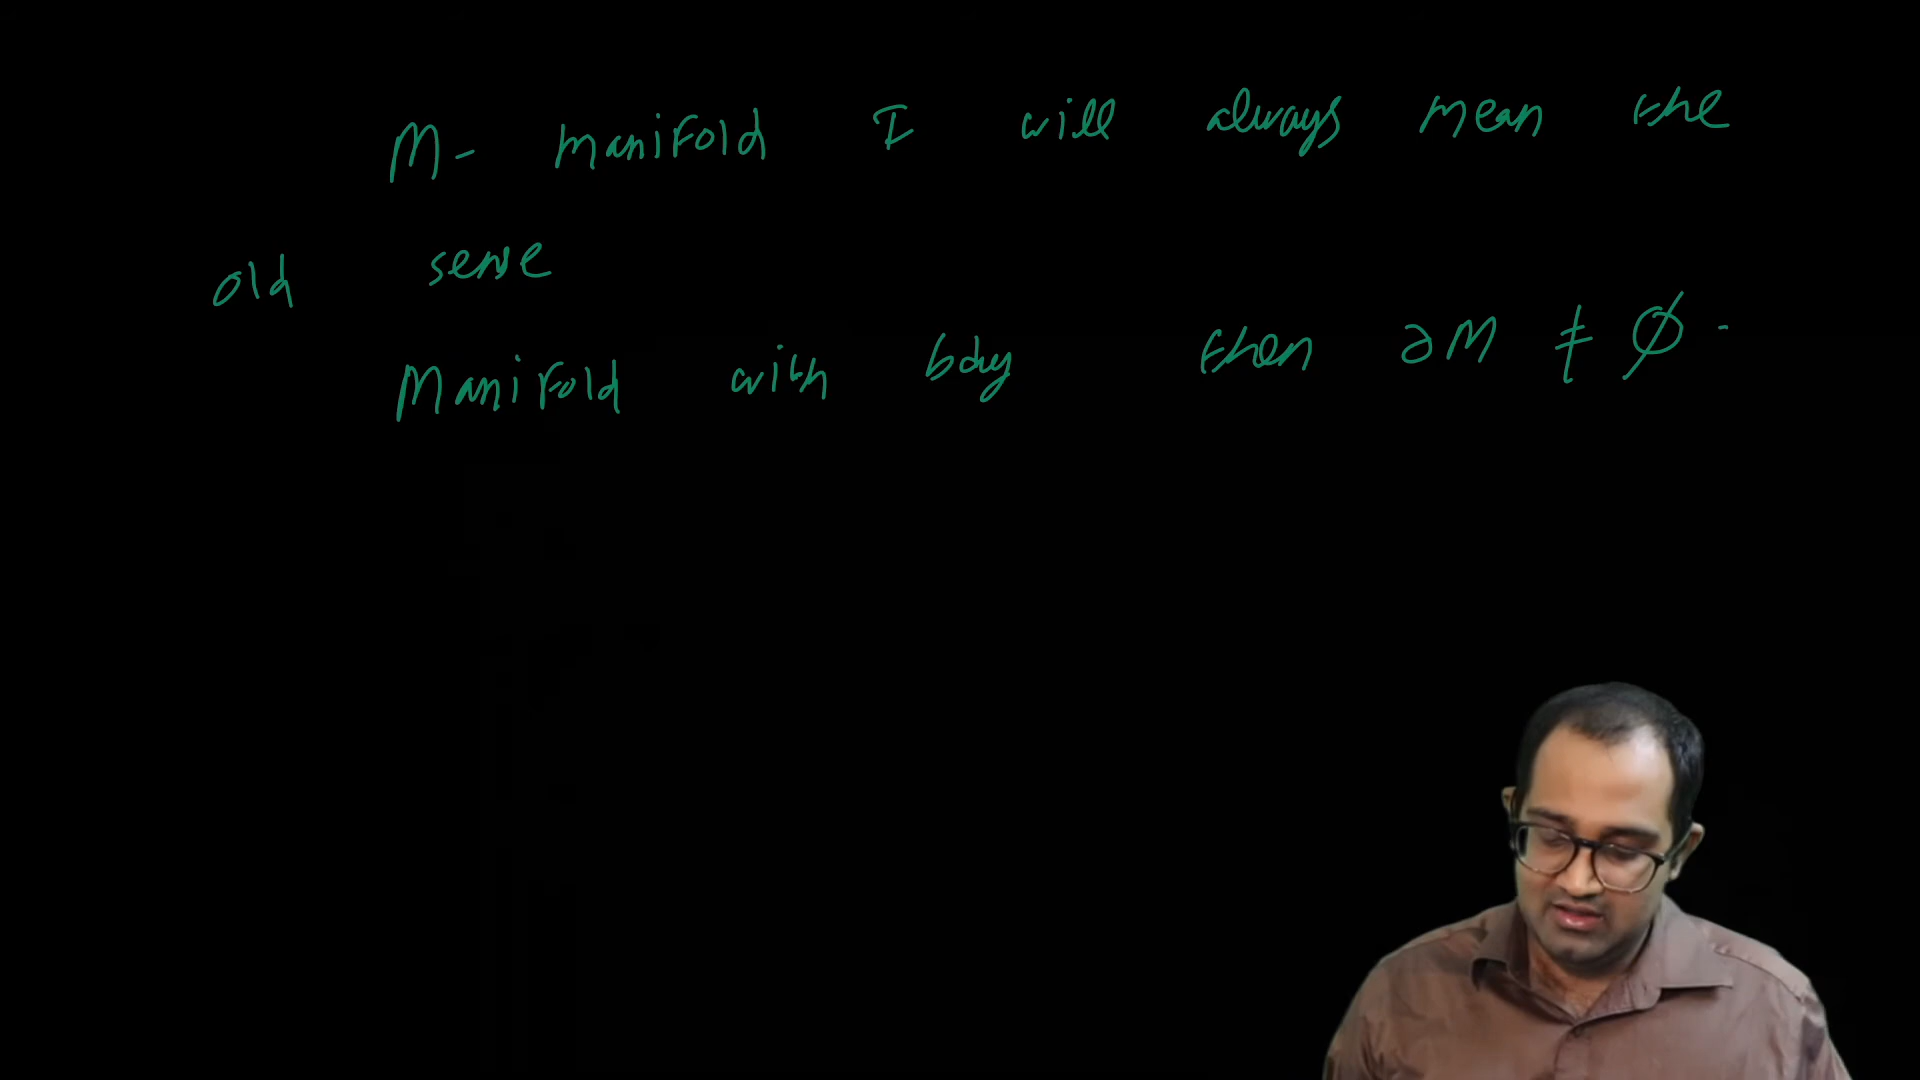 M- manifold I will always mean the
old sense
Manifold with bdy then ∂M ≠ ∅.